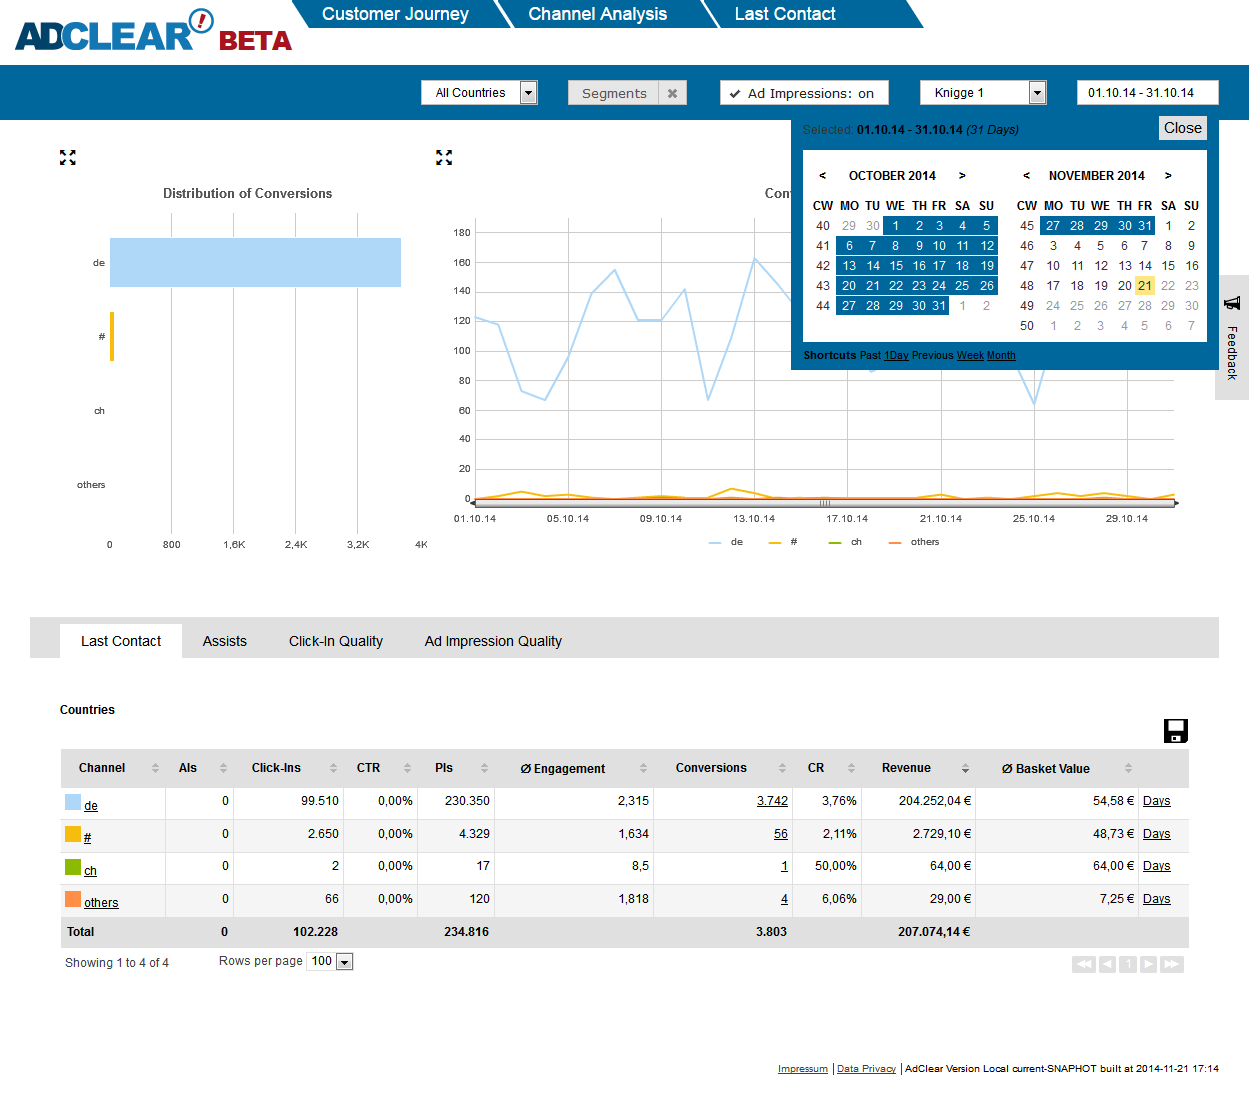 ADCLEAR! BETA
Customer Journey Channel Analysis Last Contact
All Countries Segments Ad Impressions: on Knigge 1 01.10.14 - 31.10.14
Selected: 01.10.14 - 31.10.14 (31 Days) Close
< OCTOBER 2014 > < NOVEMBER 2014 >
CW MO TU WE TH FR SA SU CW MO TU WE TH FR SA SU
40 29 30 1 2 3 4 5 45 27 28 29 30 31 1 2
41 6 7 8 9 10 11 12 46 3 4 5 6 7 8 9
42 13 14 15 16 17 18 19 47 10 11 12 13 14 15 16
43 20 21 22 23 24 25 26 48 17 18 19 20 21 22 23
44 27 28 29 30 31 1 2 49 24 25 26 27 28 29 30
50 1 2 3 4 5 6 7
Shortcuts Past 1Day Previous Week Month
Feedback
Distribution of Conversions
de
#
ch
others
0 800 1,6K 2,4K 3,2K 4K
180
160
140
120
100
80
60
40
20
0
01.10.14 05.10.14 09.10.14 13.10.14 17.10.14 21.10.14 25.10.14 29.10.14
de # ch others
Last Contact Assists Click-In Quality Ad Impression Quality
Countries
Channel AIs Click-Ins CTR PIs Ø Engagement Conversions CR Revenue Ø Basket Value
de 0 99.510 0,00% 230.350 2,315 3.742 3,76% 204.252,04 € 54,58 € Days
# 0 2.650 0,00% 4.329 1,634 56 2,11% 2.729,10 € 48,73 € Days
ch 0 2 0,00% 17 8,5 1 50,00% 64,00 € 64,00 € Days
others 0 66 0,00% 120 1,818 4 6,06% 29,00 € 7,25 € Days
Total 0 102.228 234.816 3.803 207.074,14 €
Showing 1 to 4 of 4 Rows per page 100 1
Impressum | Data Privacy | AdClear Version Local current-SNAPHOT built at 2014-11-21 17:14